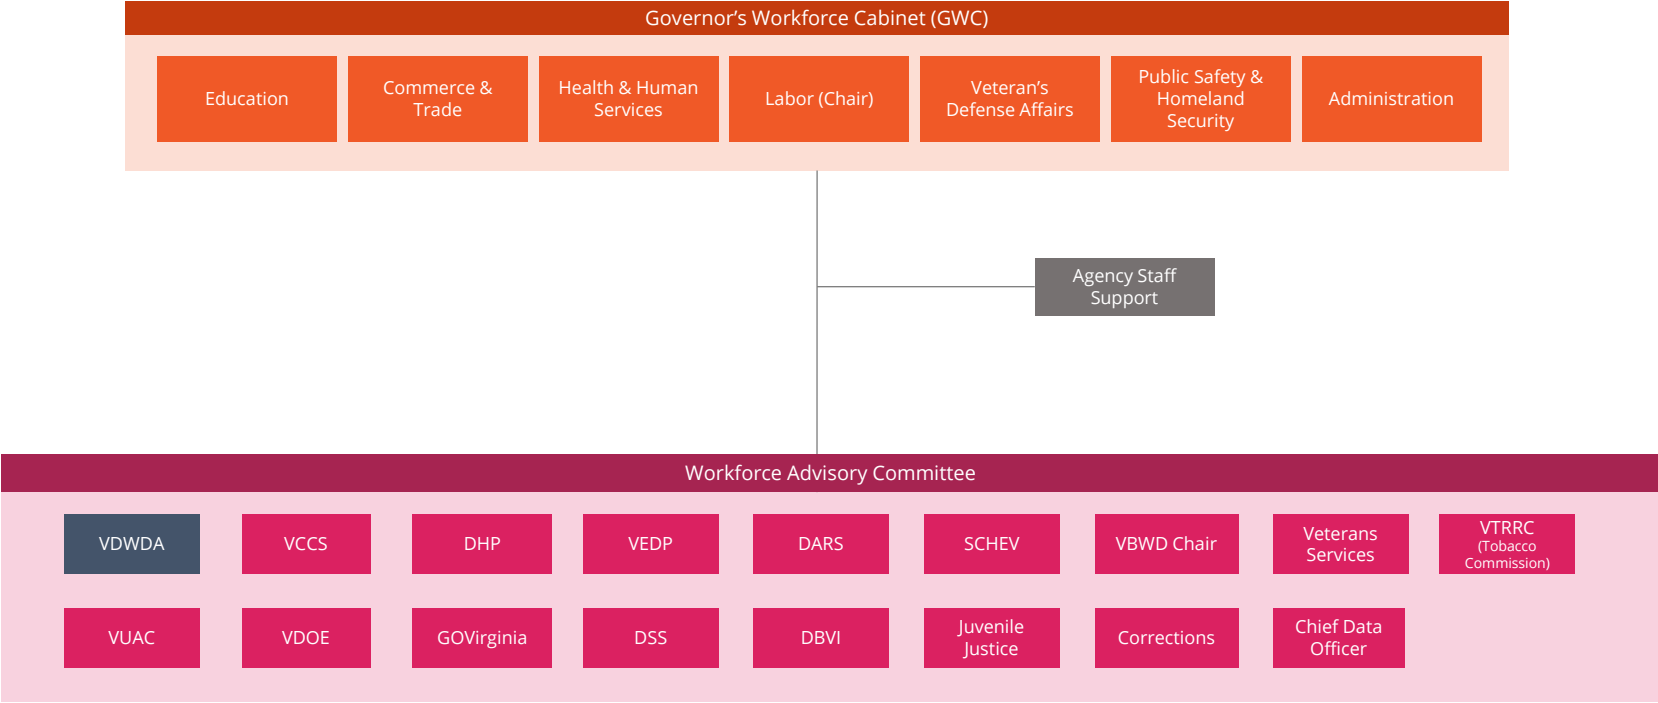 Governor’s Workforce Cabinet (GWC)
Education
Commerce &
Trade
Health & Human
Services
Labor (Chair)
Veteran’s
Defense Affairs
Public Safety &
Homeland
Security
Administration
Agency Staff
Support
Workforce Advisory Committee
VDWDA
VCCS
DHP
VEDP
DARS
SCHEV
VBWD Chair
Veterans
Services
VTRRC
(Tobacco
Commission)
VUAC
VDOE
GOVirginia
DSS
DBVI
Juvenile
Justice
Corrections
Chief Data
Officer